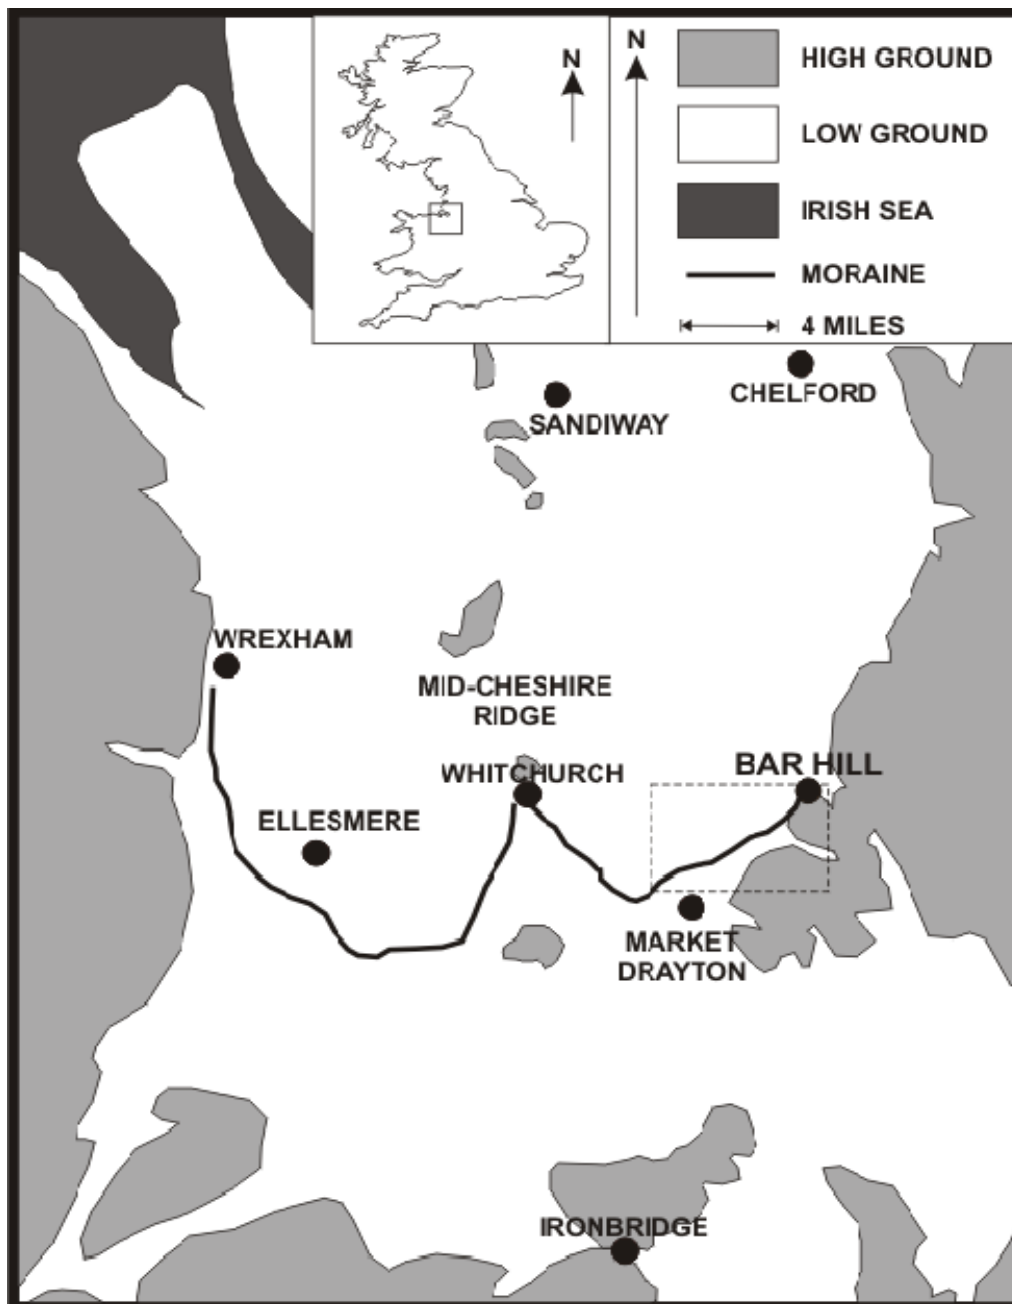 N
N
HIGH GROUND
LOW GROUND
IRISH SEA
MORAINE
4 MILES
CHELFORD
SANDIWAY
WREXHAM
MID-CHESHIRE
RIDGE
WHITCHURCH
BAR HILL
ELLESMERE
MARKET
DRAYTON
IRONBRIDGE